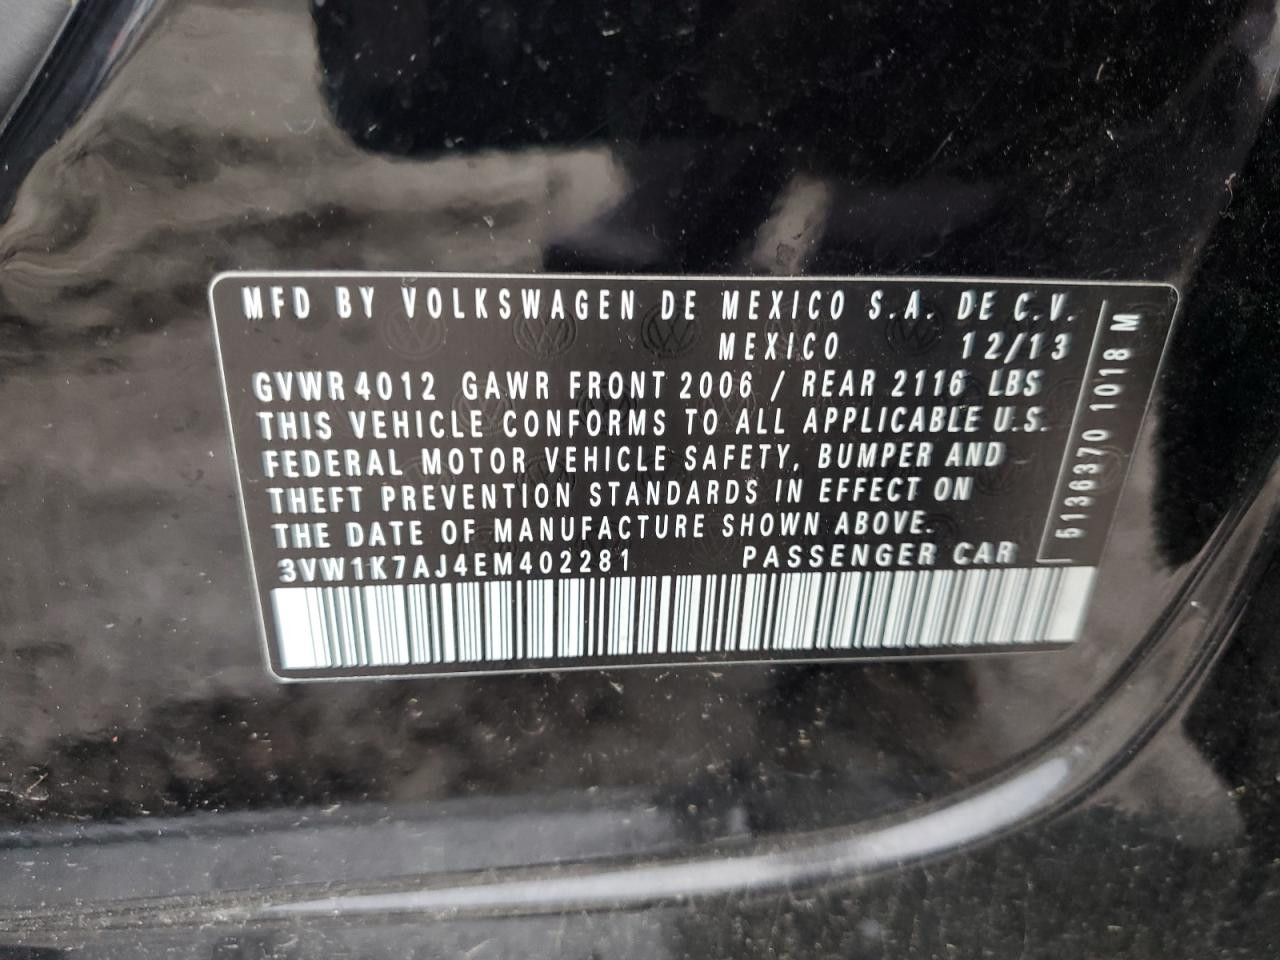 MFD BY VOLKSWAGEN DE MEXICO S.A. DE C.V.
MEXICO 12/13
GVWR 4012 GAWR FRONT 2006 / REAR 2116 LBS
THIS VEHICLE CONFORMS TO ALL APPLICABLE U.S.
FEDERAL MOTOR VEHICLE SAFETY, BUMPER AND
THEFT PREVENTION STANDARDS IN EFFECT ON
THE DATE OF MANUFACTURE SHOWN ABOVE.
3VW1K7AJ4EM402281 PASSENGER CAR
5136370 1018 M